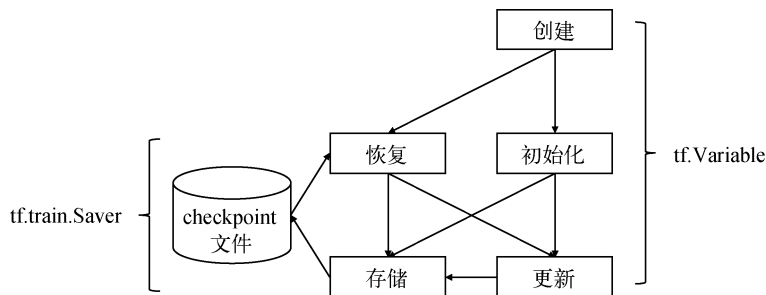 创建
恢复
初始化
tf.Variable
tf.train.Saver
checkpoint
文件
存储
更新